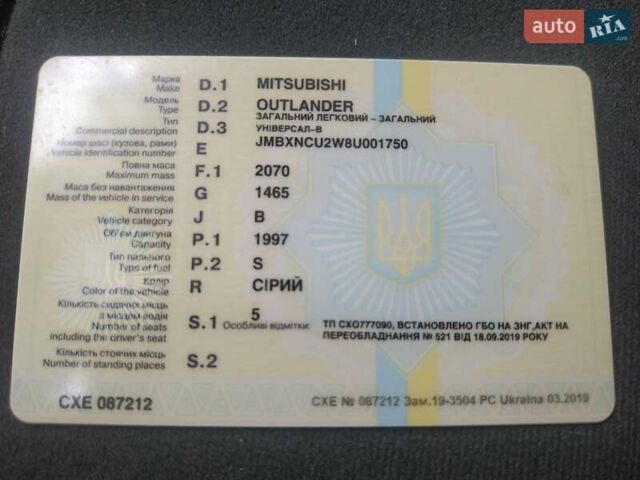 auto RIA .com
Марка
Make D.1 MITSUBISHI
Модель
Type D.2 OUTLANDER
ЗАГАЛЬНИЙ ЛЕГКОВИЙ - ЗАГАЛЬНИЙ
Тип
Commercial description D.3 УНІВЕРСАЛ-В
Номер шасі (кузова, рами)
Vehicle identification number E JMBXNCU2W8U001750
Повна маса
Maximum mass F.1 2070
Маса без навантаження
Mass of the vehicle in service G 1465
Категорія
Vehicle category J B
Об'єм двигуна
Capacity P.1 1997
Тип пального
Type of fuel P.2 S
Колір
Color of the vehicle R СІРИЙ
Кількість сидячих місць
з місцем водія
Number of seats
including the driver's seat S.1 5
Особливі відмітки: ТП СХО777090, ВСТАНОВЛЕНО ГБО НА ЗНГ,АКТ НА
ПЕРЕОБЛАДНАННЯ № 521 ВІД 18.09.2019 РОКУ
Кількість стоячих місць
Number of standing places S.2
СХЕ 087212
СХЕ № 087212 Зам.19-3504 РС Ukraina 03.2019